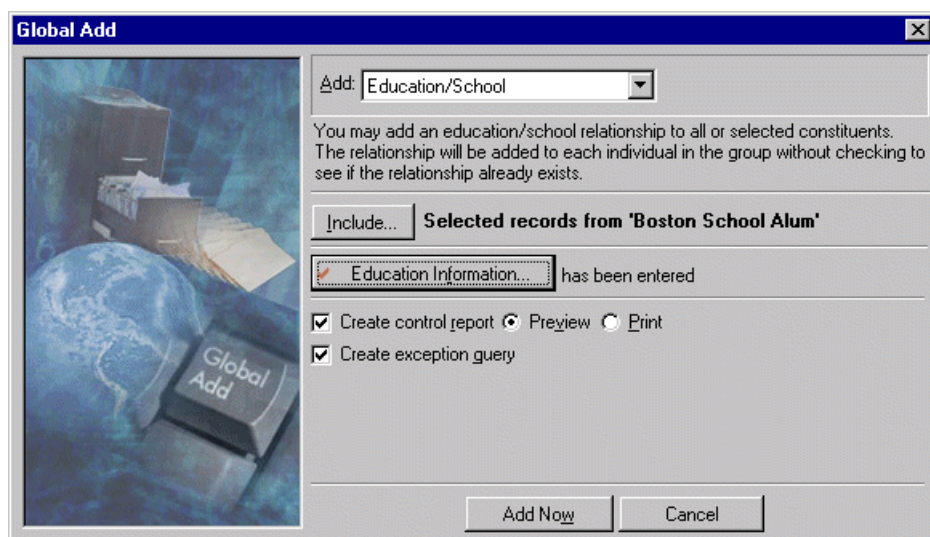 Global Add
Add: Education/School
You may add an education/school relationship to all or selected constituents.
The relationship will be added to each individual in the group without checking to
see if the relationship already exists.
Include... Selected records from 'Boston School Alum'
Education Information... has been entered
Create control report Preview Print
Create exception query
Global
Add
Add Now Cancel